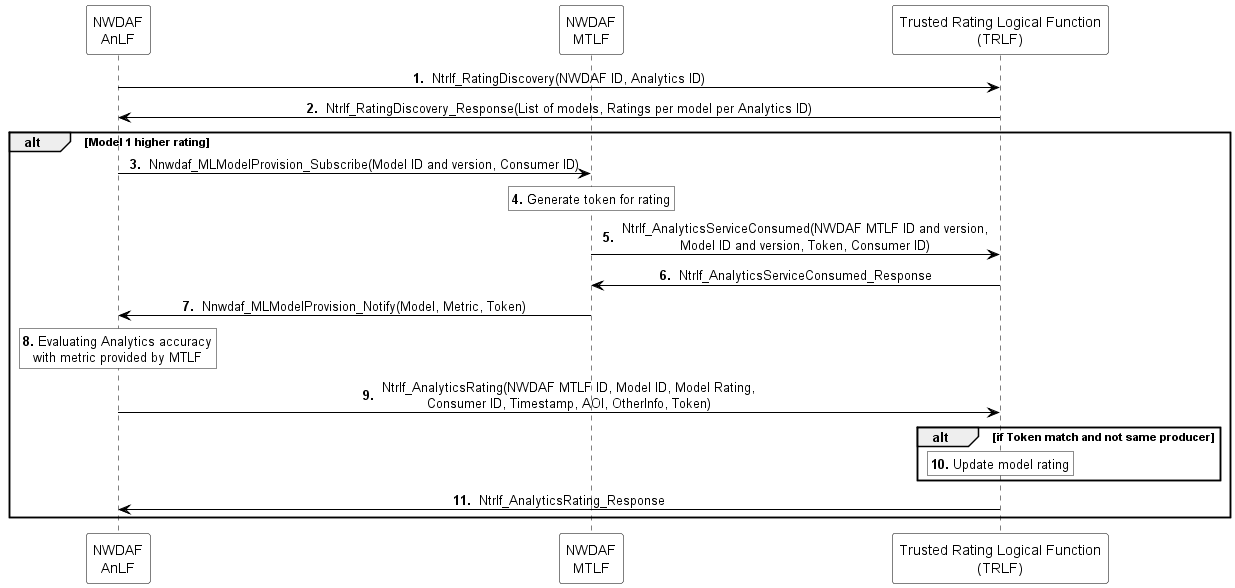 NWDAF
AnLF
NWDAF
MTLF
Trusted Rating Logical Function
(TRLF)
1. Ntrlf_RatingDiscovery(NWDAF ID, Analytics ID)
2. Ntrlf_RatingDiscovery_Response(List of models, Ratings per model per Analytics ID)
alt [Model 1 higher rating]
3. Nnwdaf_MLModelProvision_Subscribe(Model ID and version, Consumer ID)
4. Generate token for rating
5. Ntrlf_AnalyticsServiceConsumed(NWDAF MTLF ID and version,
Model ID and version, Token, Consumer ID)
6. Ntrlf_AnalyticsServiceConsumed_Response
7. Nnwdaf_MLModelProvision_Notify(Model, Metric, Token)
8. Evaluating Analytics accuracy
with metric provided by MTLF
9. Ntrlf_AnalyticsRating(NWDAF MTLF ID, Model ID, Model Rating,
Consumer ID, Timestamp, AOI, OtherInfo, Token)
alt [if Token match and not same producer]
10. Update model rating
11. Ntrlf_AnalyticsRating_Response
NWDAF
AnLF
NWDAF
MTLF
Trusted Rating Logical Function
(TRLF)